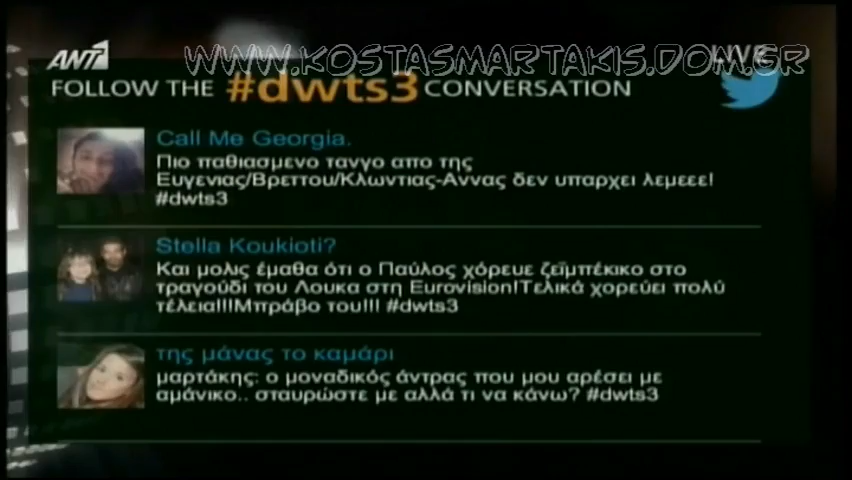 ANT1
WWW.KOSTASMARTAKIS.DOM.GR
LIVE
FOLLOW THE #dwts3 CONVERSATION
Call Me Georgia.
Πιο παθιασμενο τανγο απο της
Ευγενιας/Βρεττου/Κλωντιας-Αννας δεν υπαρχει λεμεεε!
#dwts3
Stella Koukioti?
Και μολις έμαθα ότι ο Παύλος χόρευε ζεϊμπέκικο στο
τραγούδι του Λουκα στη Eurovision!Τελικά χορεύει πολύ
τέλεια!!!Μπράβο του!!! #dwts3
της μάνας το καμάρι
μαρτάκης: ο μοναδικός άντρας που μου αρέσει με
αμάνικο.. σταυρώστε με αλλά τι να κάνω? #dwts3